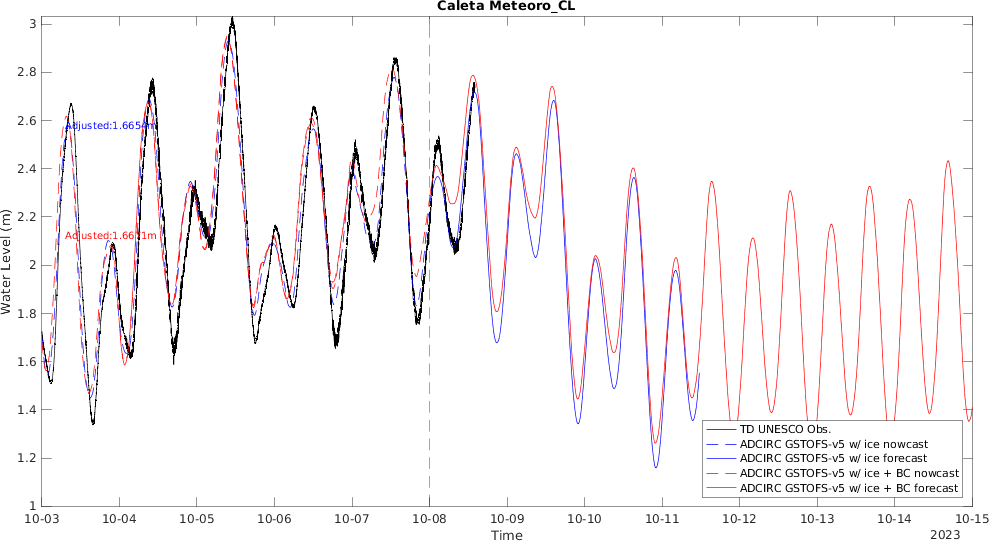 Caleta Meteoro_CL
3
2.8
2.6
2.4
2.2
2
1.8
1.6
1.4
1.2
1
Water Level (m)
Adjusted:1.6654m
Adjusted:1.6671m
TD UNESCO Obs.
ADCIRC GSTOFS-v5 w/ ice nowcast
ADCIRC GSTOFS-v5 w/ ice forecast
ADCIRC GSTOFS-v5 w/ ice + BC nowcast
ADCIRC GSTOFS-v5 w/ ice + BC forecast
10-03 10-04 10-05 10-06 10-07 10-08 10-09 10-10 10-11 10-12 10-13 10-14 10-15
Time
2023